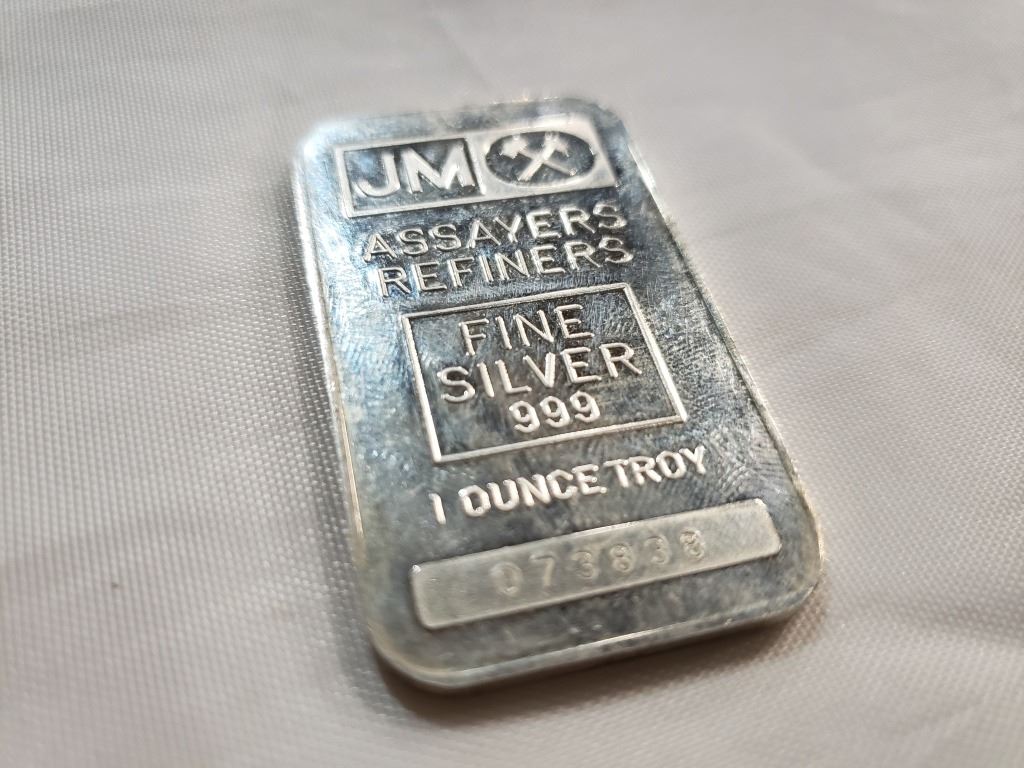 JM
ASSAYERS
REFINERS
FINE
SILVER
999
1 OUNCE TROY
073838